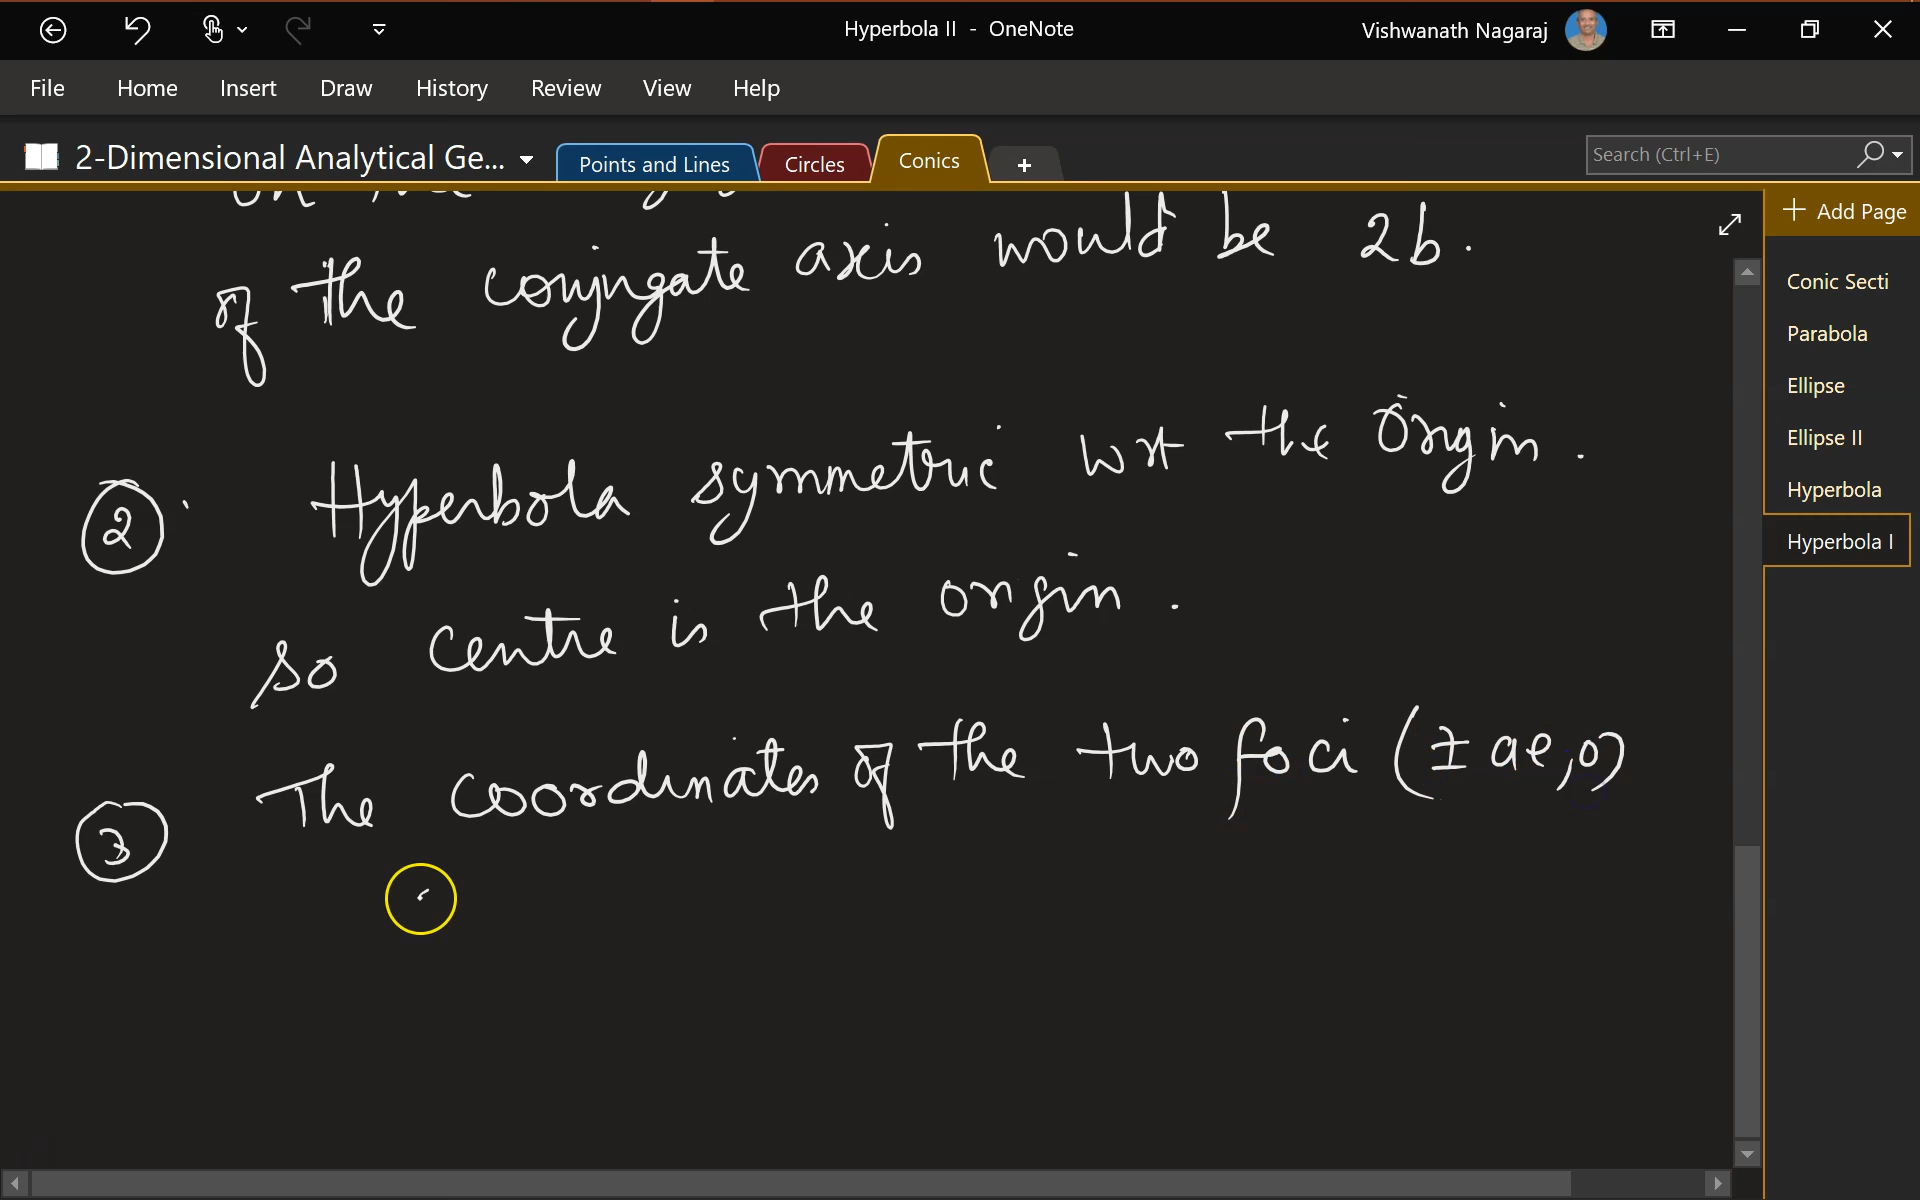 Hyperbola II - OneNote
Vishwanath Nagaraj
File Home Insert Draw History Review View Help
2-Dimensional Analytical Ge...
Points and Lines
Circles
Conics
+
Search (Ctrl+E)
of the conjugate axis would be 2b.
② Hyperbola symmetric wrt the Origin.
so centre is the origin.
③ The coordinates of the two foci (± ae, 0)
+ Add Page
Conic Secti
Parabola
Ellipse
Ellipse II
Hyperbola
Hyperbola I